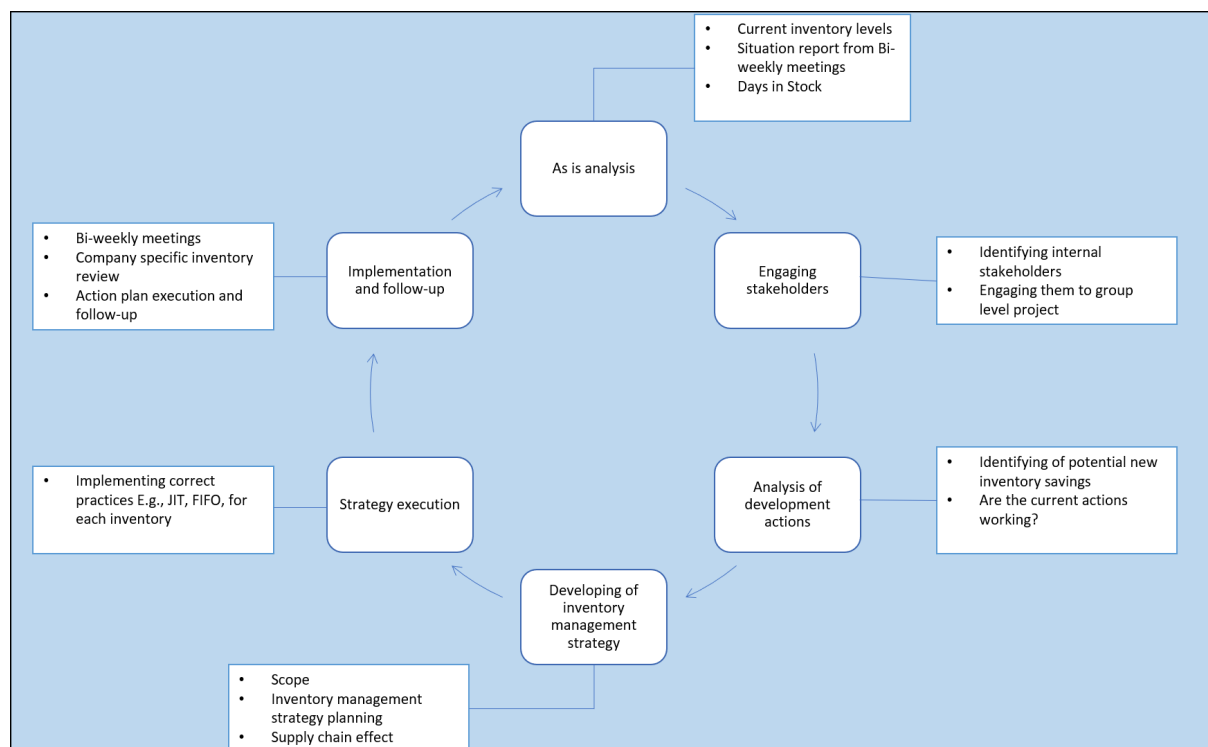 • Current inventory levels
• Situation report from Bi-
weekly meetings
• Days in Stock
As is analysis
• Bi-weekly meetings
• Company specific inventory
review
• Action plan execution and
follow-up
Implementation
and follow-up
Engaging
stakeholders
• Identifying internal
stakeholders
• Engaging them to group
level project
• Implementing correct
practices E.g., JIT, FIFO, for
each inventory
Strategy execution
Analysis of
development
actions
• Identifying of potential new
inventory savings
• Are the current actions
working?
Developing of
inventory
management
strategy
• Scope
• Inventory management
strategy planning
• Supply chain effect